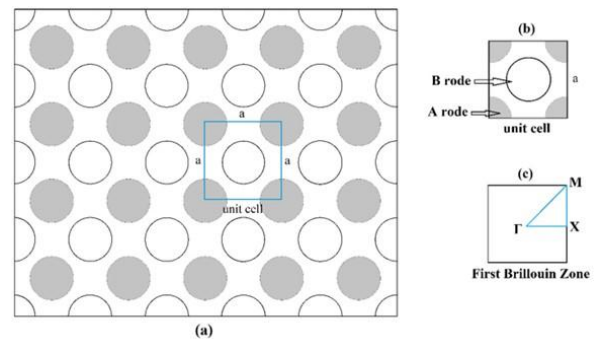 a
a
a
unit cell
(a)
(b)
B rode
A rode
a
unit cell
(c)
M
Γ
X
First Brillouin Zone